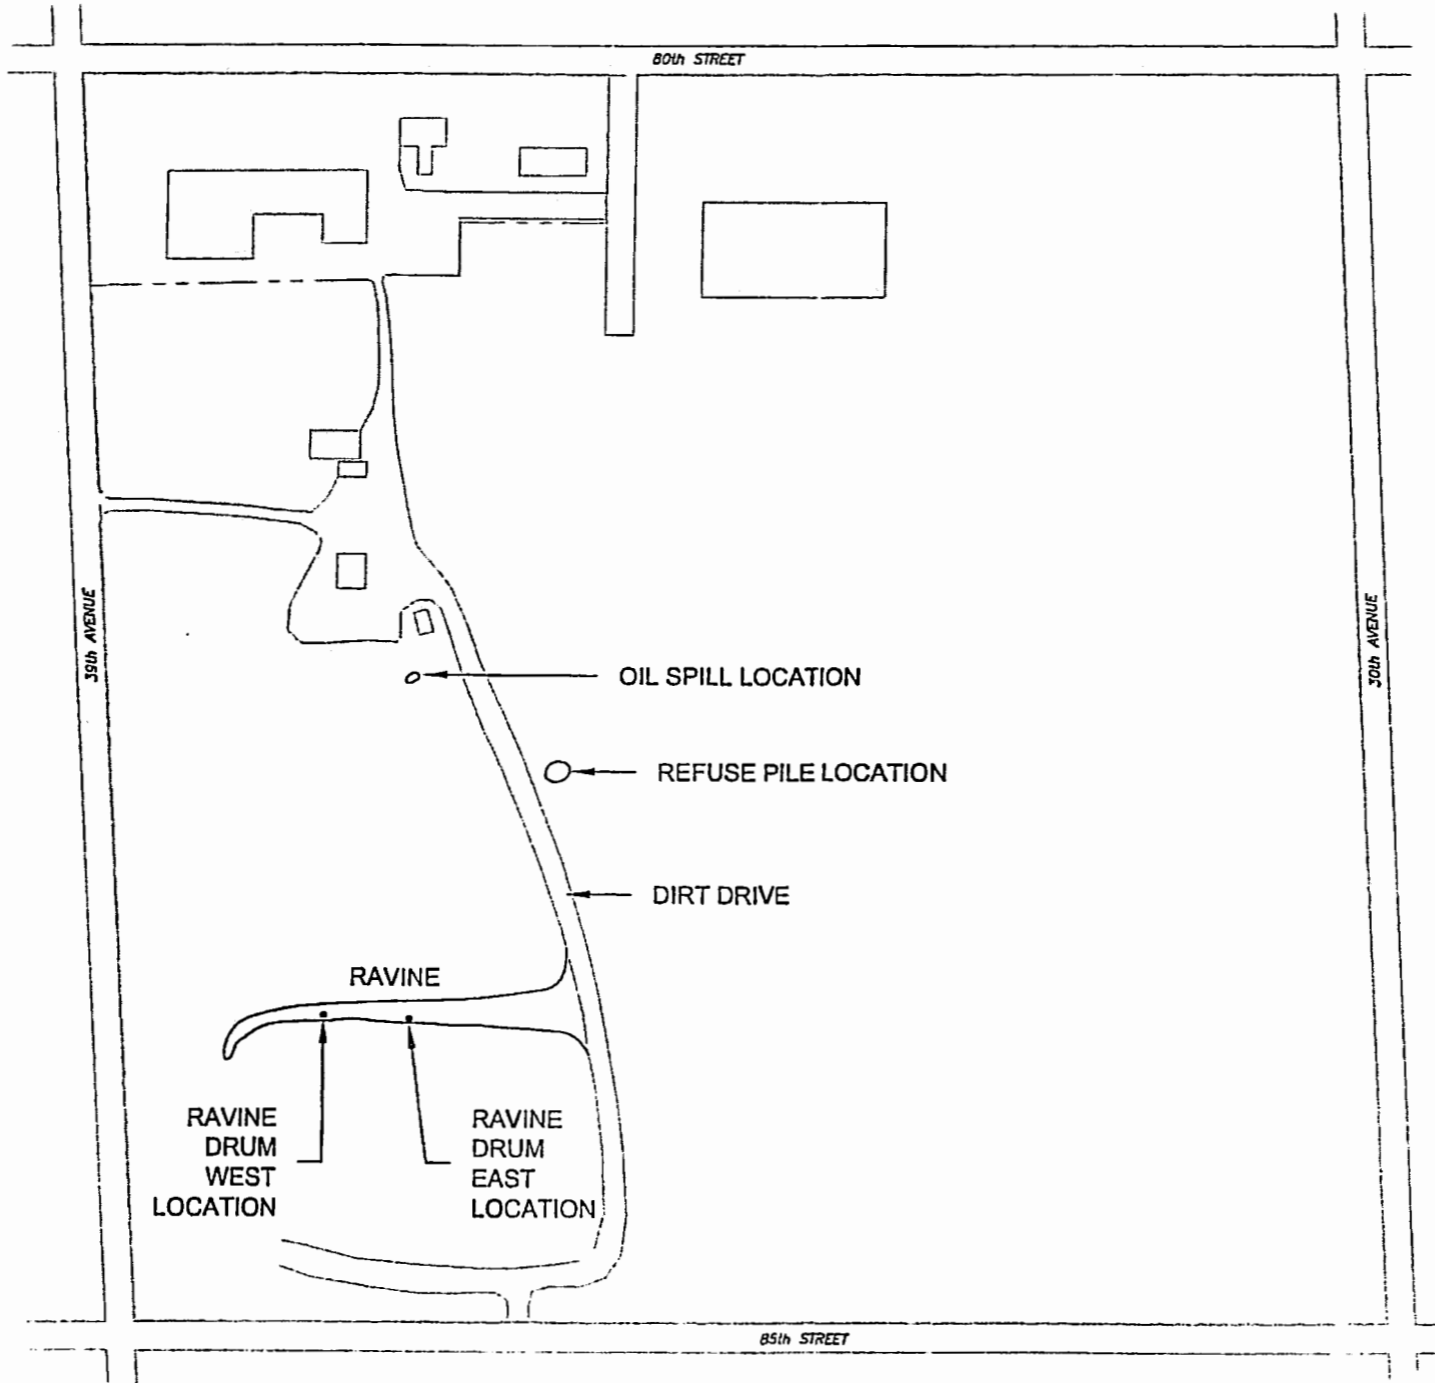 80th STREET
39th AVENUE
30th AVENUE
OIL SPILL LOCATION
REFUSE PILE LOCATION
DIRT DRIVE
RAVINE
RAVINE
DRUM
WEST
LOCATION
RAVINE
DRUM
EAST
LOCATION
85th STREET